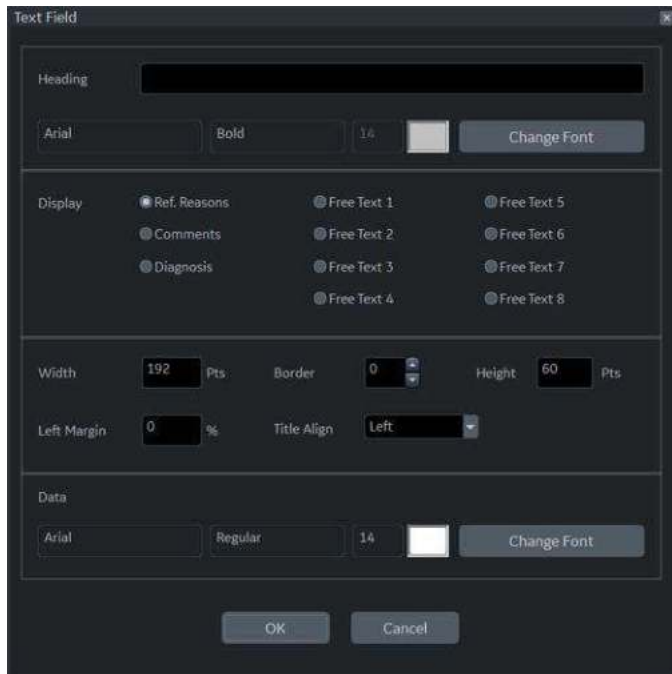 Text Field
Heading
Arial Bold 14 Change Font
Display Ref. Reasons Free Text 1 Free Text 5
Comments Free Text 2 Free Text 6
Diagnosis Free Text 3 Free Text 7
Free Text 4 Free Text 8
Width 192 Pts Border 0 Height 60 Pts
Left Margin 0 % Title Align Left
Data
Arial Regular 14 Change Font
OK Cancel